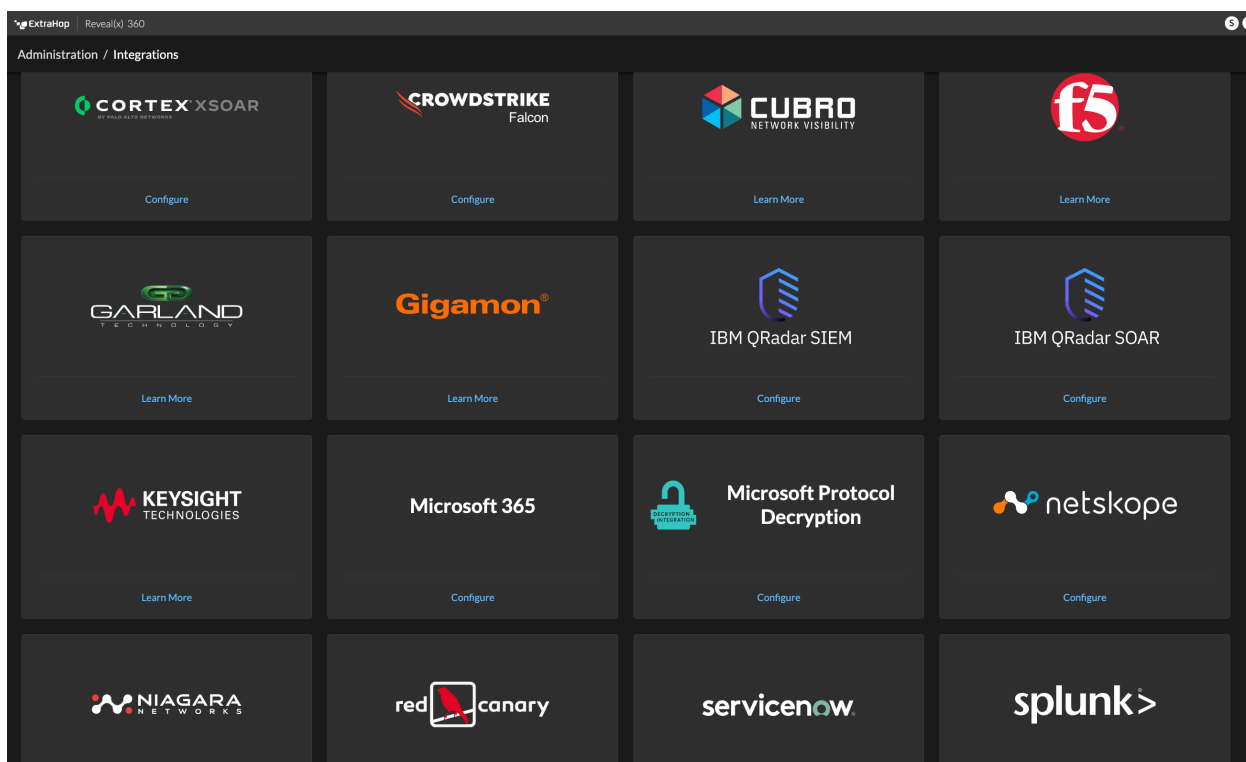 ExtraHop Reveal(x) 360
S
Administration / Integrations
CORTEX XSOAR
BY PALO ALTO NETWORKS
Configure
CROWDSTRIKE
Falcon
Configure
CUBRO
NETWORK VISIBILITY
Learn More
f5
Learn More
GARLAND
TECHNOLOGY
Learn More
Gigamon®
Learn More
IBM QRadar SIEM
Configure
IBM QRadar SOAR
Configure
KEYSIGHT
TECHNOLOGIES
Learn More
Microsoft 365
Configure
DECRYPTION
INTEGRATION
Microsoft Protocol
Decryption
Configure
netskope
Configure
NIAGARA
NETWORKS
red canary
servicenow
splunk>